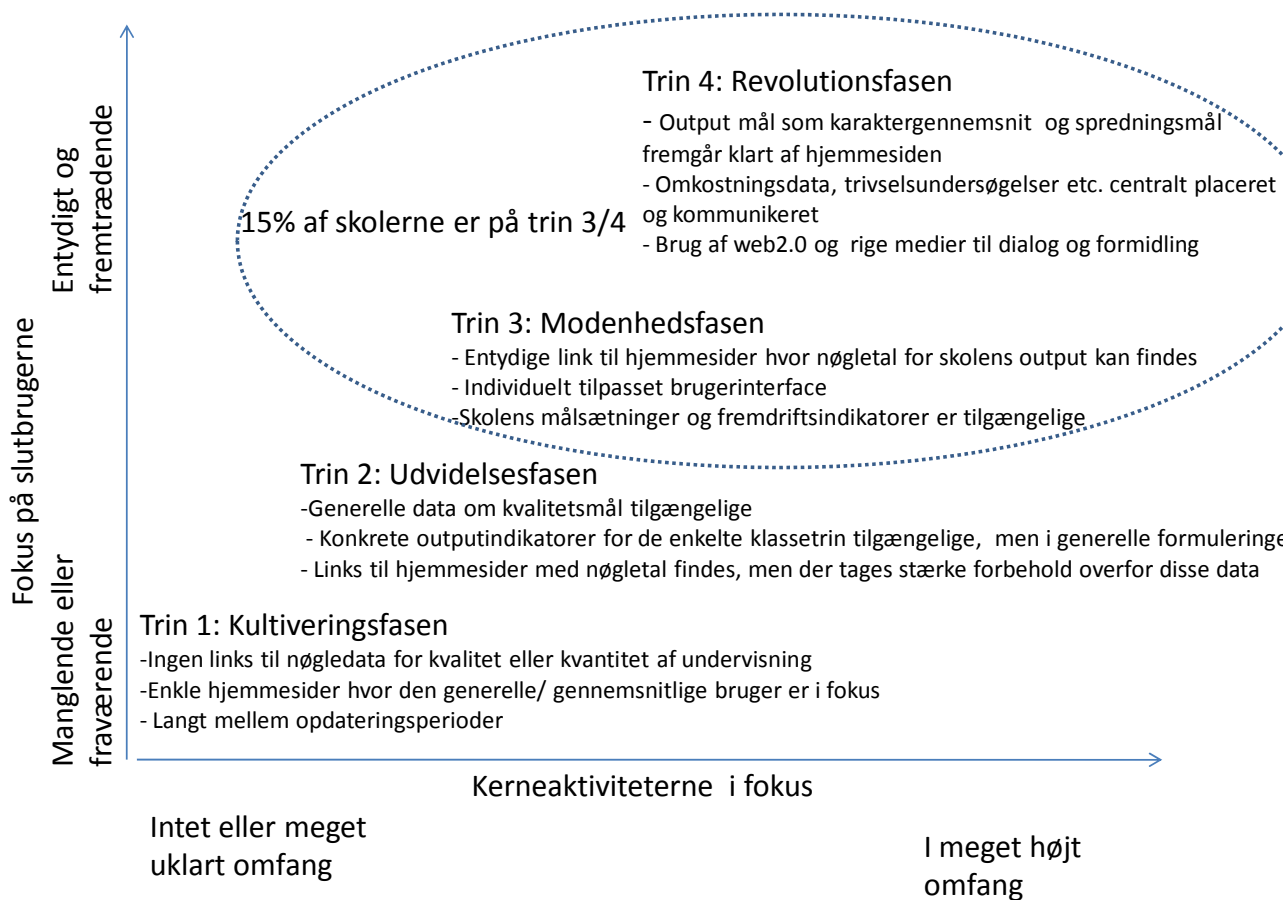 Trin 4: Revolutionsfasen
- Output mål som karaktergennemsnit og spredningsmål
fremgår klart af hjemmesiden
- Omkostningsdata, trivselsundersøgelser etc. centralt placeret
og kommunikeret
- Brug af web2.0 og rige medier til dialog og formidling
15% af skolerne er på trin 3/4
Trin 3: Modenhedsfasen
- Entydige link til hjemmesider hvor nøgletal for skolens output kan findes
- Individuelt tilpasset brugerinterface
-Skolens målsætninger og fremdriftsindikatorer er tilgængelige
Trin 2: Udvidelsesfasen
-Generelle data om kvalitetsmål tilgængelige
- Konkrete outputindikatorer for de enkelte klassetrin tilgængelige, men i generelle formuleringe
- Links til hjemmesider med nøgletal findes, men der tages stærke forbehold overfor disse data
Trin 1: Kultiveringsfasen
-Ingen links til nøgledata for kvalitet eller kvantitet af undervisning
-Enkle hjemmesider hvor den generelle/ gennemsnitlige bruger er i fokus
- Langt mellem opdateringsperioder
Fokus på slutbrugerne
Entydigt og
fremtrædende
Manglende eller
fraværende
Kerneaktiviteterne i fokus
Intet eller meget
uklart omfang
I meget højt
omfang